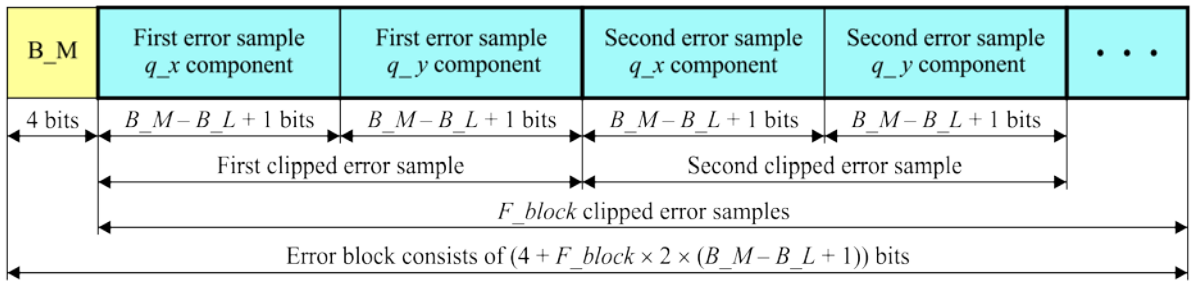 B_M
First error sample
q_x component
First error sample
q_y component
Second error sample
q_x component
Second error sample
q_y component
• • •
4 bits
B_M – B_L + 1 bits
B_M – B_L + 1 bits
B_M – B_L + 1 bits
B_M – B_L + 1 bits
First clipped error sample
Second clipped error sample
F_block clipped error samples
Error block consists of (4 + F_block × 2 × (B_M – B_L + 1)) bits